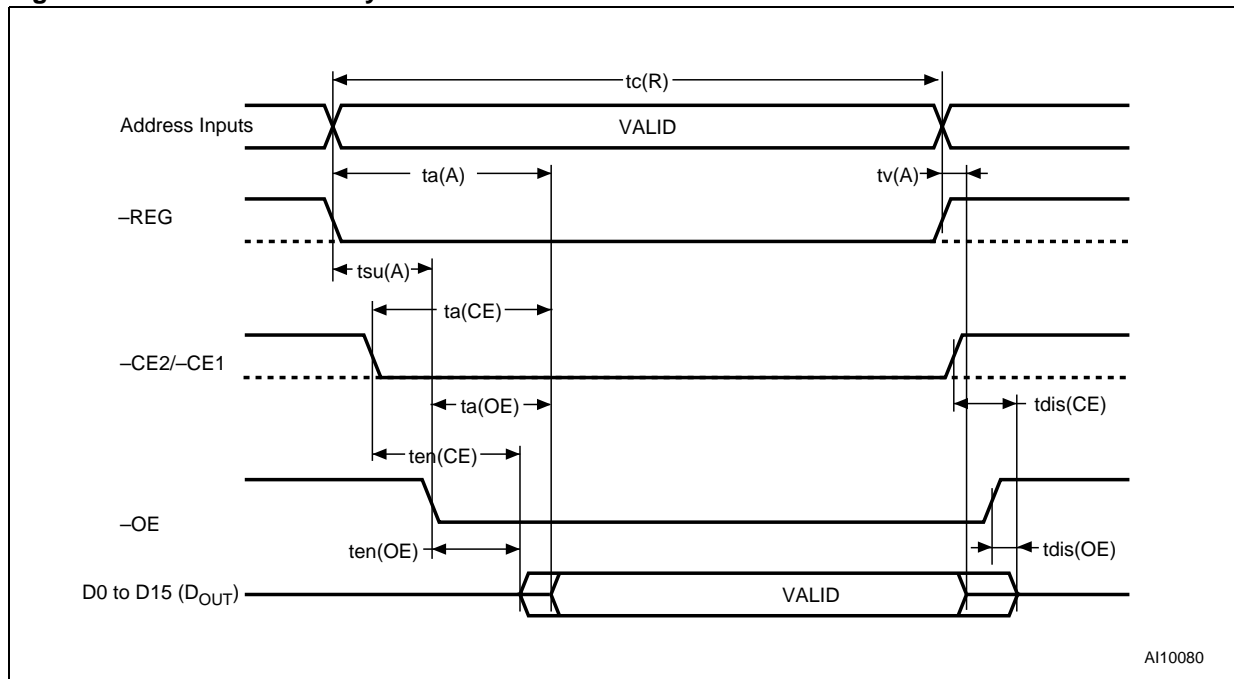 tc(R)
Address Inputs
VALID
ta(A)
tv(A)
–REG
tsu(A)
ta(CE)
–CE2/–CE1
ta(OE)
tdis(CE)
ten(CE)
–OE
ten(OE)
tdis(OE)
D0 to D15 (DOUT)
VALID
AI10080